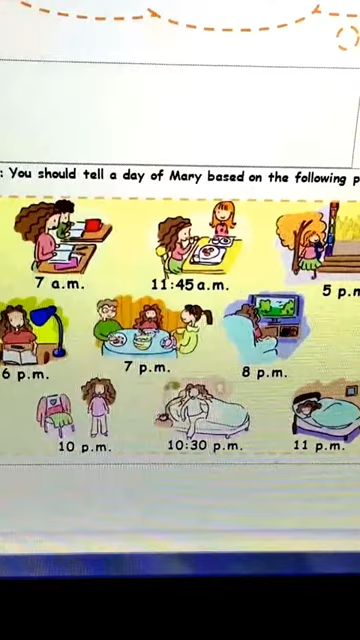 : You should tell a day of Mary based on the following p
7 a.m.
11:45 a.m.
5 p.m
6 p.m.
7 p.m.
8 p.m.
10 p.m.
10:30 p.m.
11 p.m.